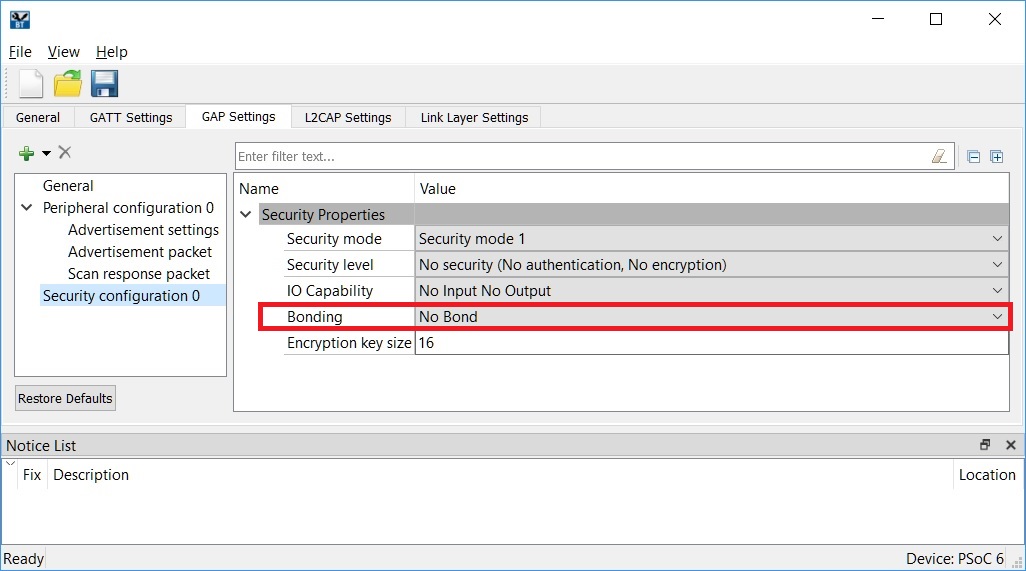 BT
File View Help
General GATT Settings GAP Settings L2CAP Settings Link Layer Settings
Enter filter text...
General
Peripheral configuration 0
Advertisement settings
Advertisement packet
Scan response packet
Security configuration 0
Restore Defaults
Name Value
Security Properties
Security mode Security mode 1
Security level No security (No authentication, No encryption)
IO Capability No Input No Output
Bonding No Bond
Encryption key size 16
Notice List
Fix Description Location
Ready Device: PSoC 6